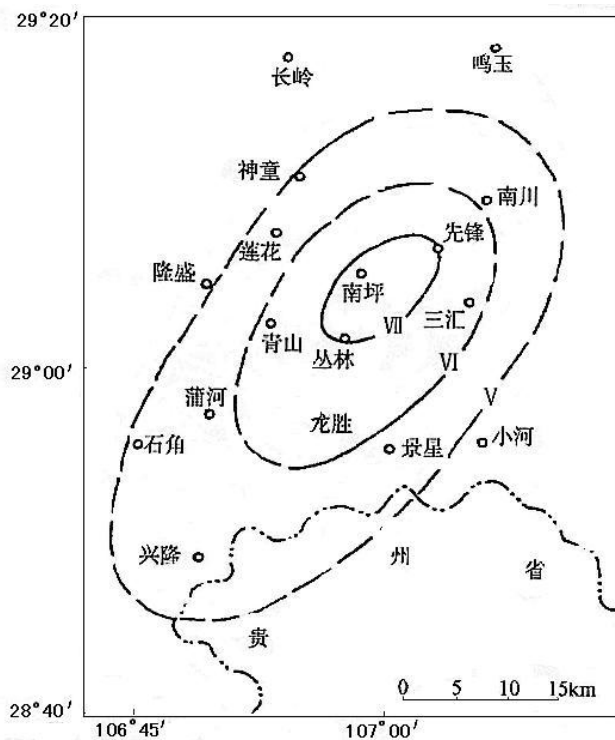 29°20′
长岭
鸣玉
神童
南川
莲花
先锋
隆盛
南坪
三汇
青山
Ⅶ
丛林
Ⅵ
29°00′
蒲河
Ⅴ
龙胜
石角
景星
小河
兴隆
州
省
贵
0 5 10 15km
28°40′
106°45′
107°00′